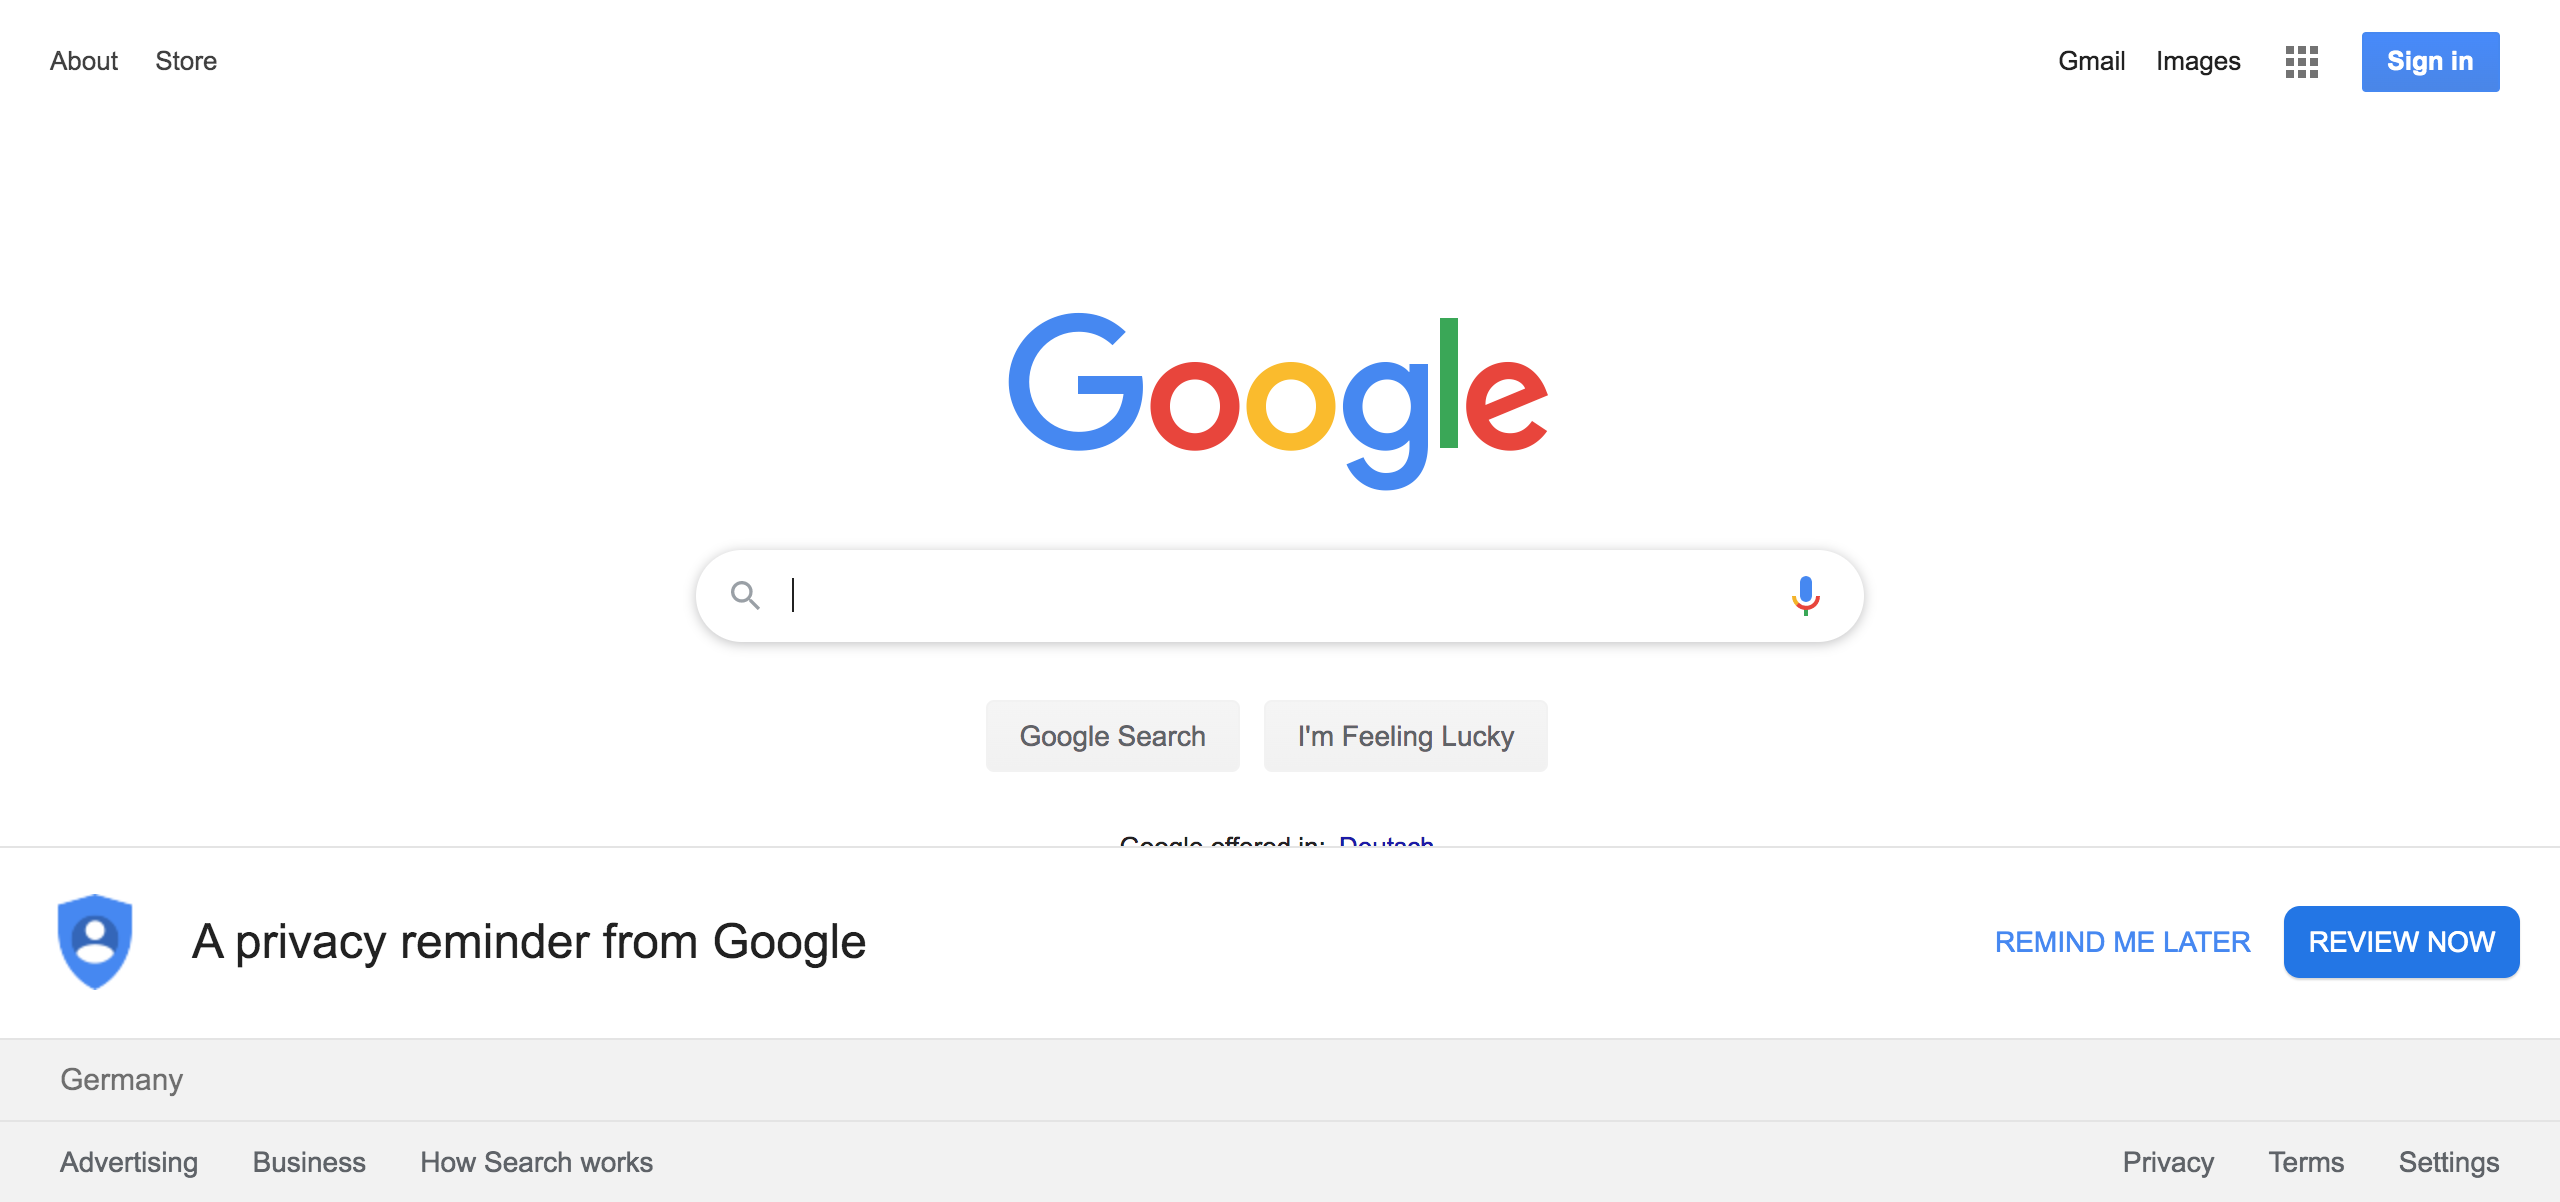 About Store Gmail Images Sign in
Google
Google Search I'm Feeling Lucky
Google offered in: Deutsch
A privacy reminder from Google REMIND ME LATER REVIEW NOW
Germany
Advertising Business How Search works Privacy Terms Settings